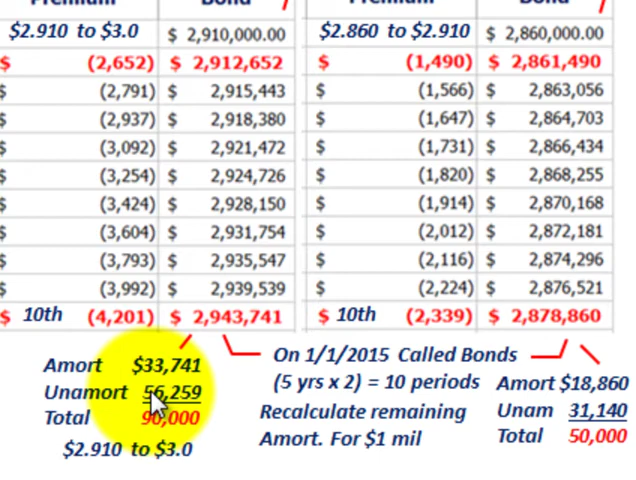 Premium Bond Premium Bond
$2.910 to $3.0 $ 2,910,000.00 $2.860 to $2.910 $ 2,860,000.00
$ (2,652) $ 2,912,652 $ (1,490) $ 2,861,490
$ (2,791) $ 2,915,443 $ (1,566) $ 2,863,056
$ (2,937) $ 2,918,380 $ (1,647) $ 2,864,703
$ (3,092) $ 2,921,472 $ (1,731) $ 2,866,434
$ (3,254) $ 2,924,726 $ (1,820) $ 2,868,255
$ (3,424) $ 2,928,150 $ (1,914) $ 2,870,168
$ (3,604) $ 2,931,754 $ (2,012) $ 2,872,181
$ (3,793) $ 2,935,547 $ (2,116) $ 2,874,296
$ (3,992) $ 2,939,539 $ (2,224) $ 2,876,521
$ 10th (4,201) $ 2,943,741 $ 10th (2,339) $ 2,878,860
Amort $33,741
Unamort 56,259
Total 90,000
$2.910 to $3.0
On 1/1/2015 Called Bonds
(5 yrs x 2) = 10 periods
Recalculate remaining
Amort. For $1 mil
Amort $18,860
Unam 31,140
Total 50,000